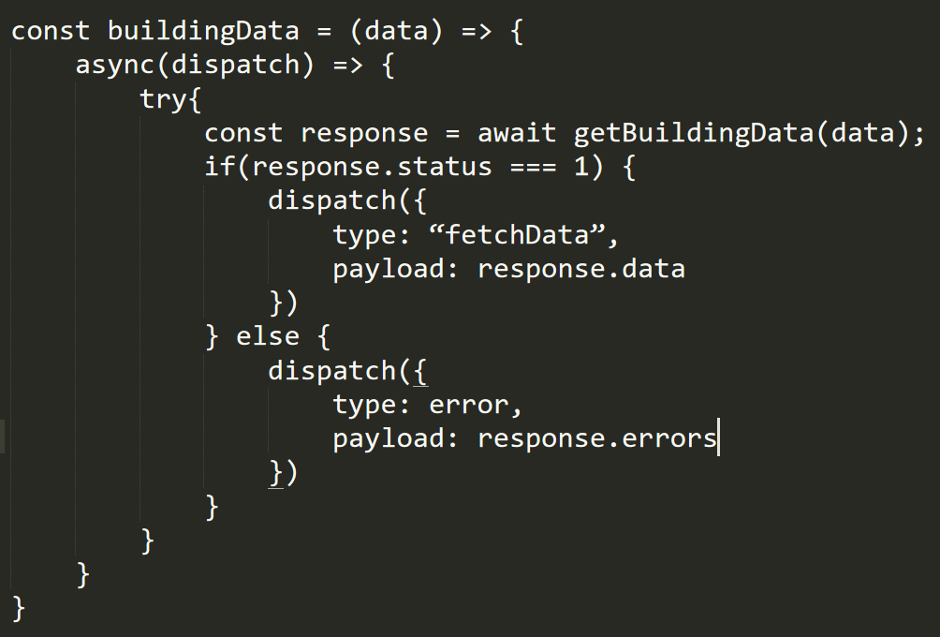 const buildingData = (data) => {
    async(dispatch) => {
        try{
            const response = await getBuildingData(data);
            if(response.status === 1) {
                dispatch({
                    type: “fetchData”,
                    payload: response.data
                })
            } else {
                dispatch({
                    type: error,
                    payload: response.errors
                })
            }
        }
    }
}